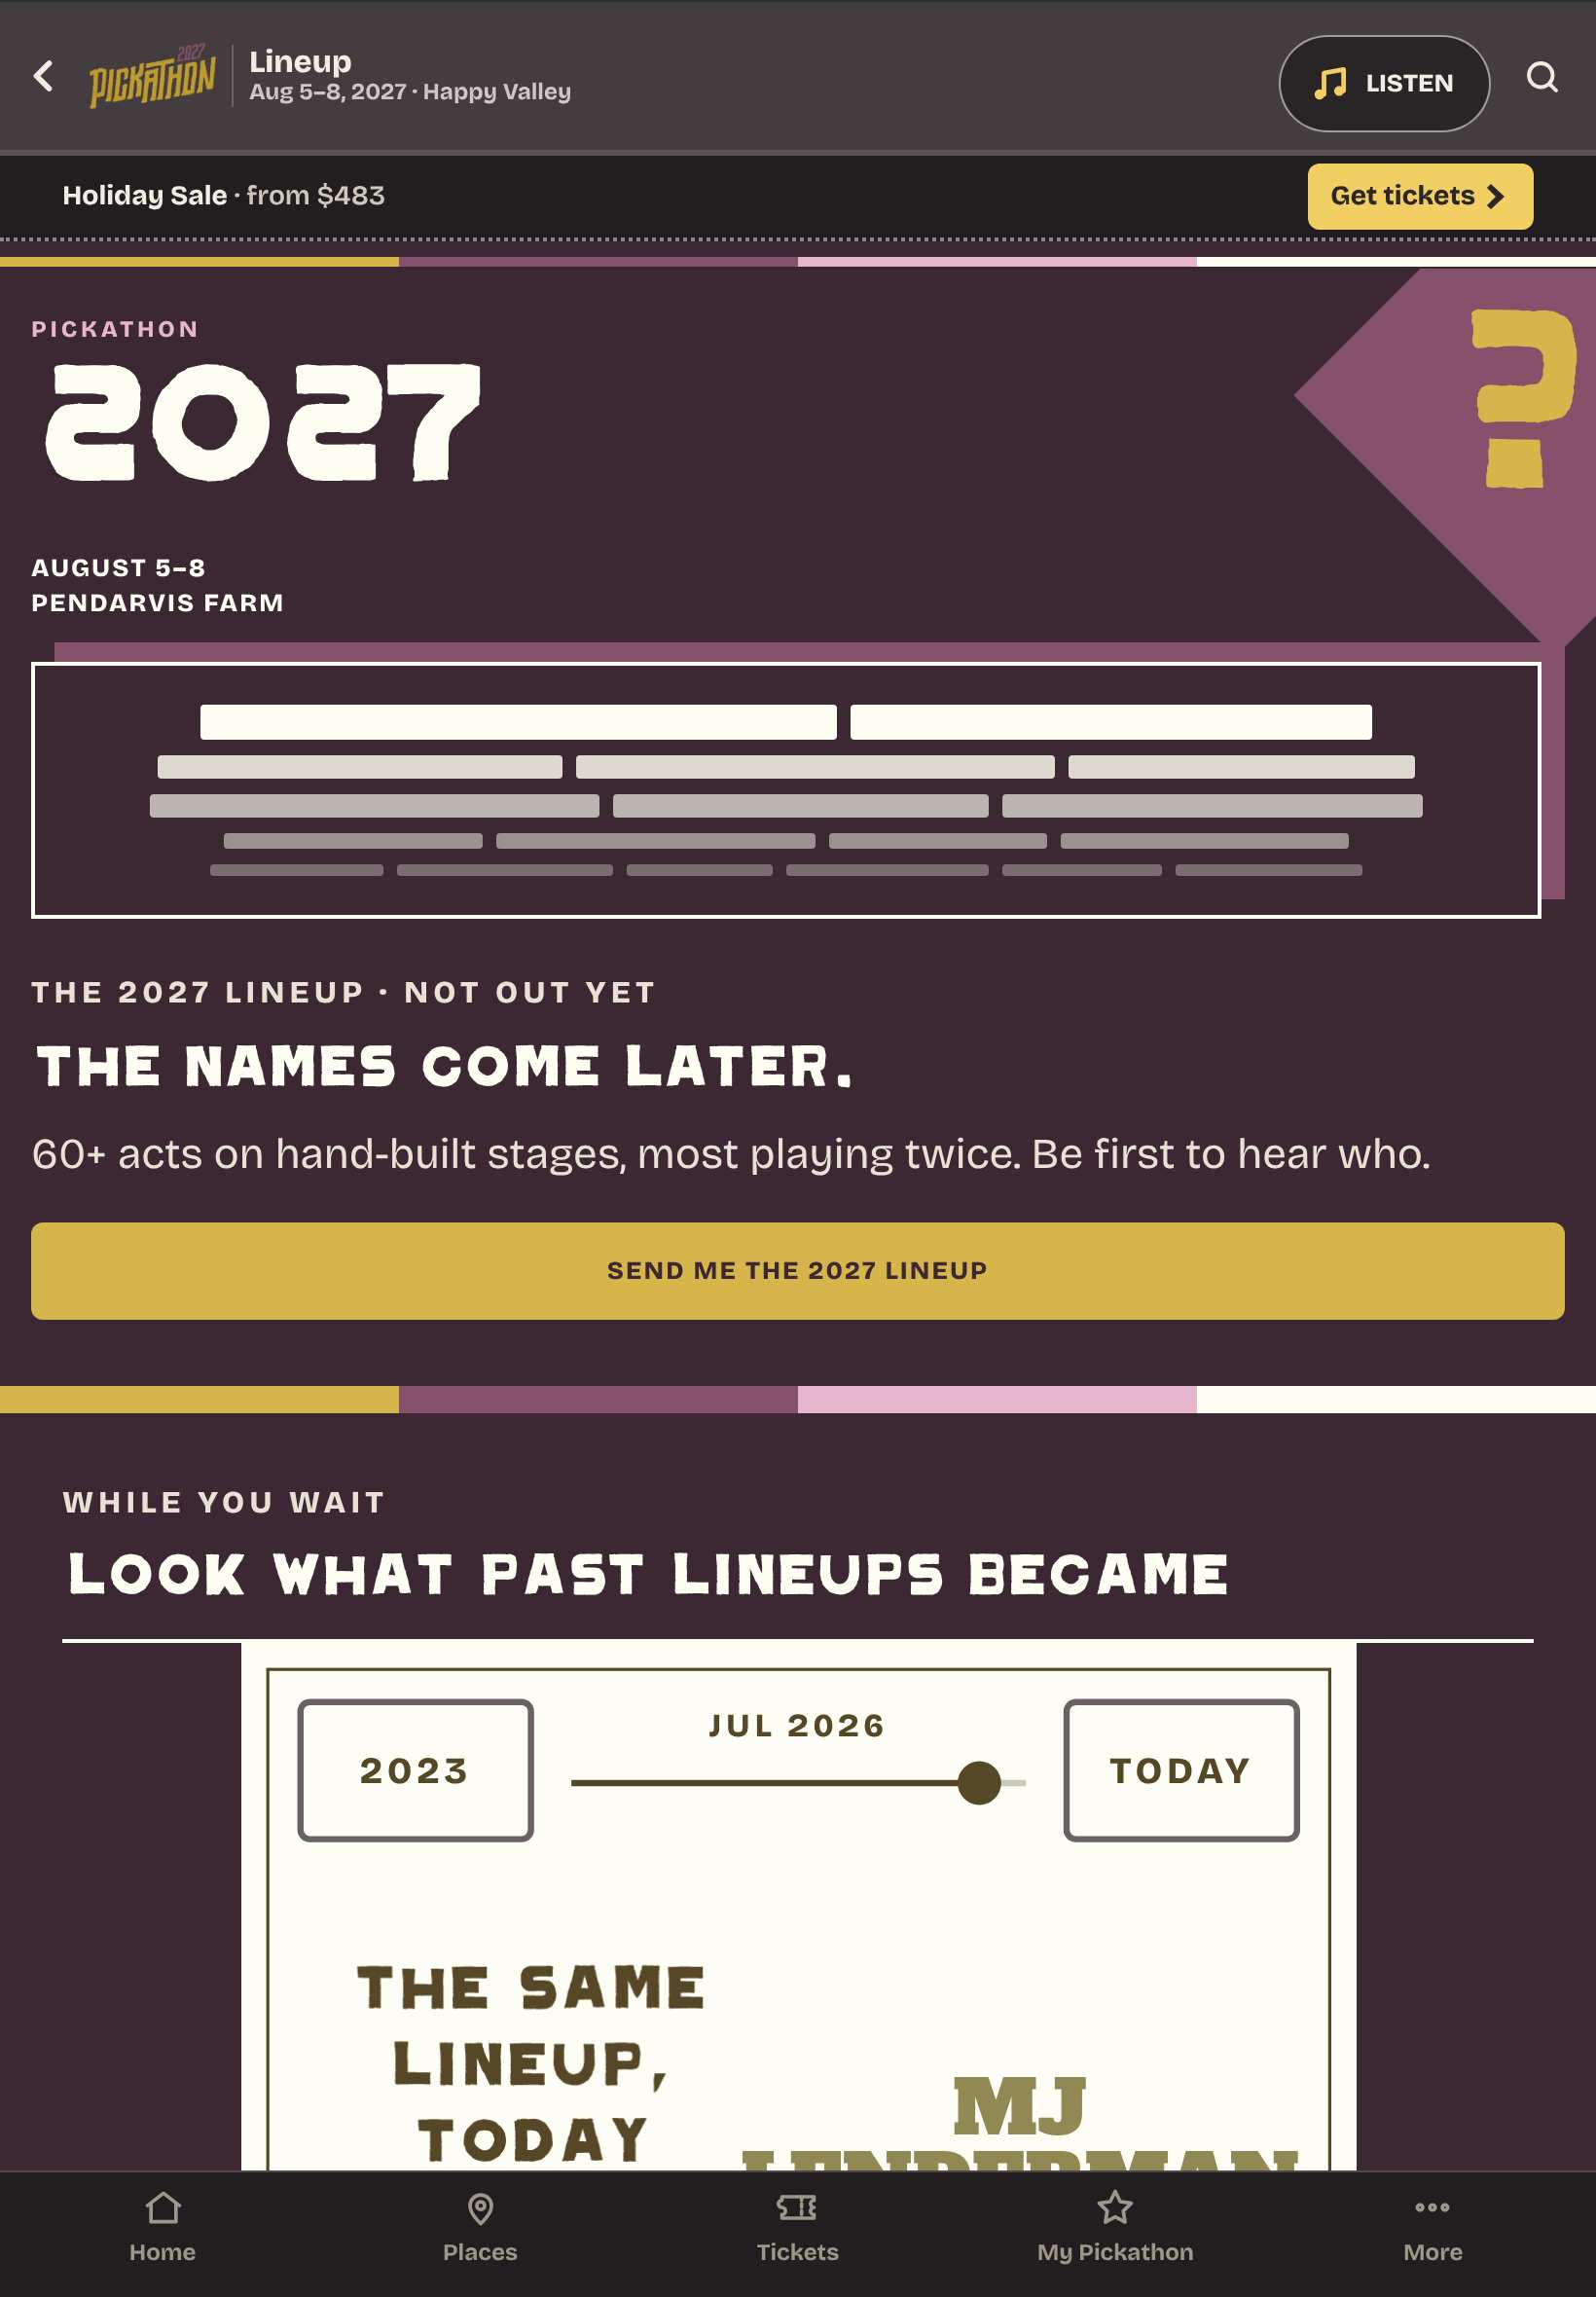 2027
PICKATHON
Lineup
Aug 5–8, 2027 · Happy Valley
LISTEN
Holiday Sale · from $483
Get tickets
PICKATHON
2027
?
AUGUST 5–8
PENDARVIS FARM
THE 2027 LINEUP · NOT OUT YET
THE NAMES COME LATER.
60+ acts on hand-built stages, most playing twice. Be first to hear who.
SEND ME THE 2027 LINEUP
WHILE YOU WAIT
LOOK WHAT PAST LINEUPS BECAME
2023
JUL 2026
TODAY
THE SAME
LINEUP,
TODAY
MJ
LENDERMAN
Home
Places
Tickets
My Pickathon
More